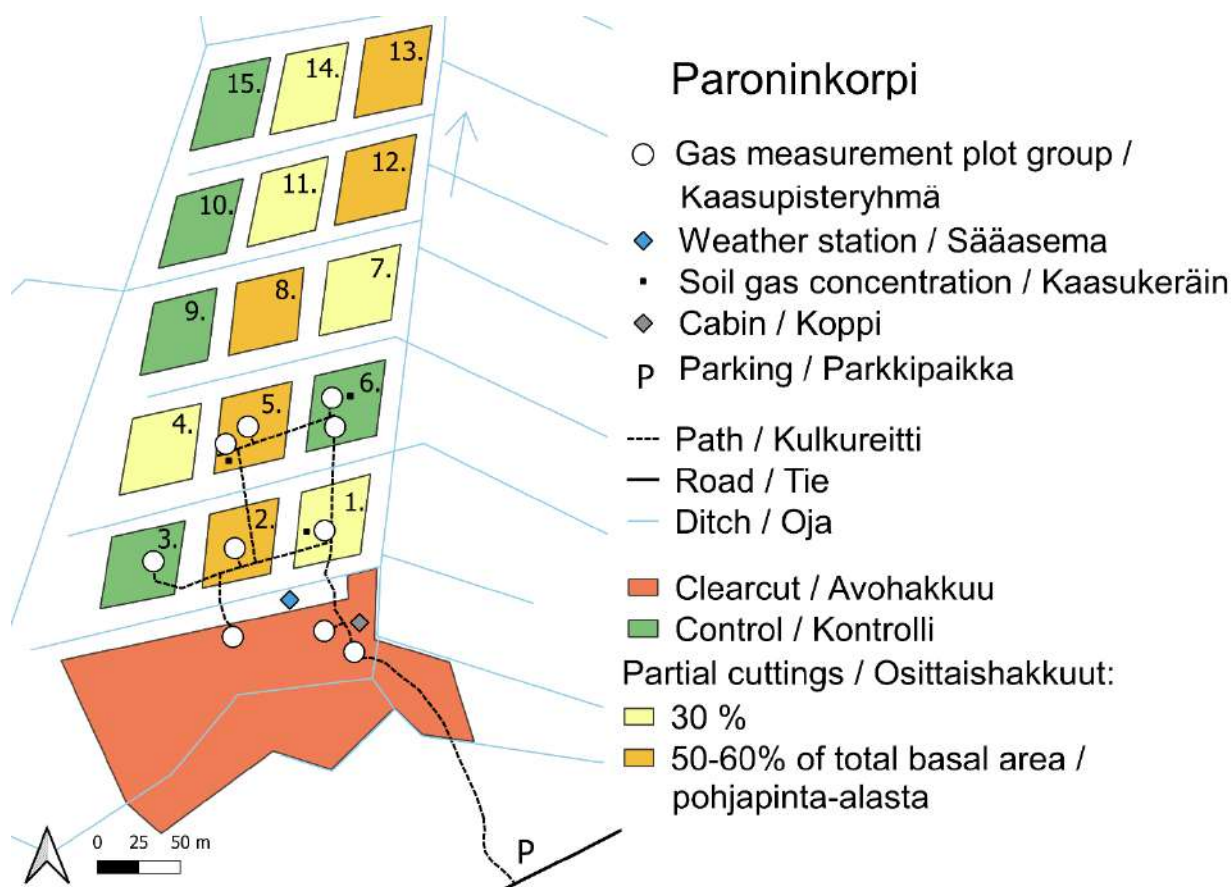 13.
14.
15.
12.
11.
10.
7.
8.
9.
6.
5.
4.
1.
2.
3.
0 25 50 m
P
Paroninkorpi
Gas measurement plot group /
Kaasupisteryhmä
Weather station / Sääasema
Soil gas concentration / Kaasukeräin
Cabin / Koppi
P Parking / Parkkipaikka
Path / Kulkureitti
Road / Tie
Ditch / Oja
Clearcut / Avohakkuu
Control / Kontrolli
Partial cuttings / Osittaishakkuut:
30 %
50-60% of total basal area /
pohjapinta-alasta